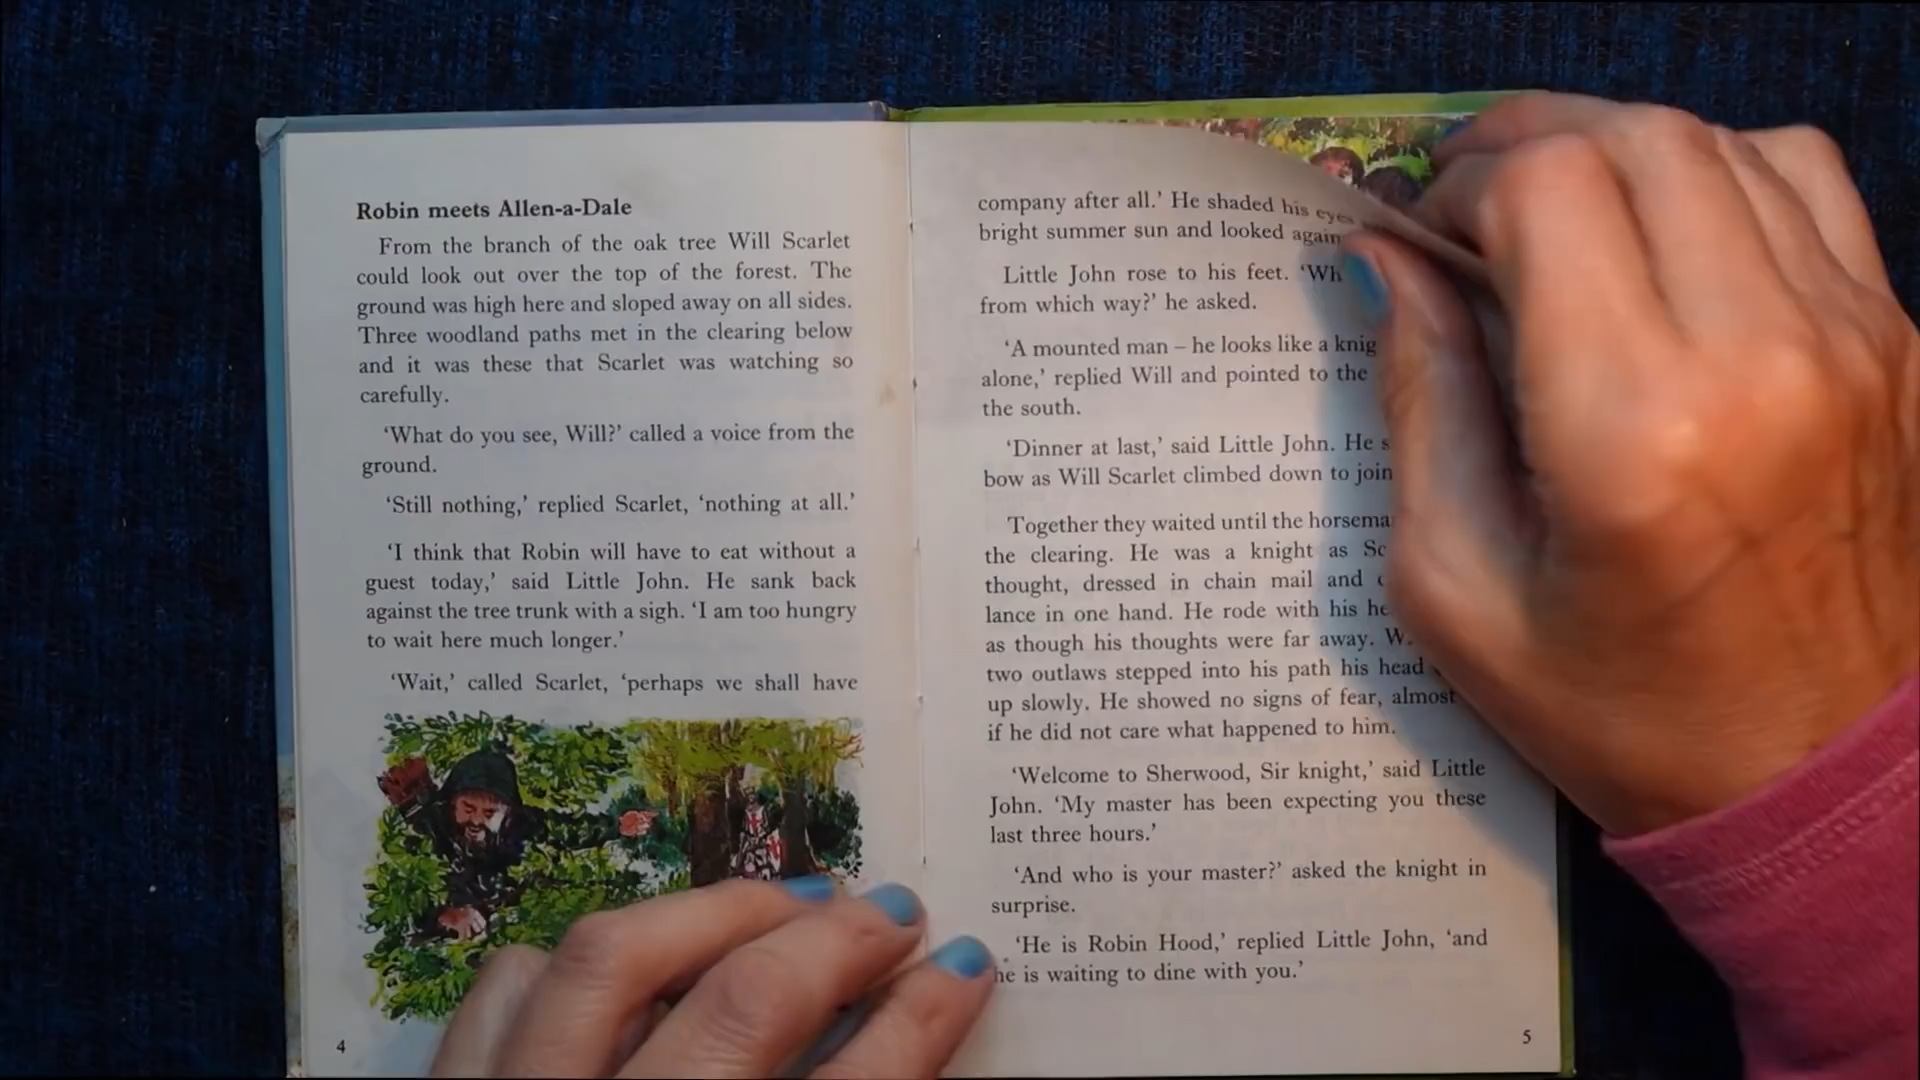 Robin meets Allen-a-Dale
From the branch of the oak tree Will Scarlet
could look out over the top of the forest. The
ground was high here and sloped away on all sides.
Three woodland paths met in the clearing below
and it was these that Scarlet was watching so
carefully.
‘What do you see, Will?’ called a voice from the
ground.
‘Still nothing,’ replied Scarlet, ‘nothing at all.’
‘I think that Robin will have to eat without a
guest today,’ said Little John. He sank back
against the tree trunk with a sigh. ‘I am too hungry
to wait here much longer.’
‘Wait,’ called Scarlet, ‘perhaps we shall have
4
company after all.’ He shaded his eyes
bright summer sun and looked again
Little John rose to his feet. ‘Wh
from which way?’ he asked.
‘A mounted man – he looks like a knig
alone,’ replied Will and pointed to the
the south.
‘Dinner at last,’ said Little John. He s
bow as Will Scarlet climbed down to join
Together they waited until the horsema
the clearing. He was a knight as Sc
thought, dressed in chain mail and
lance in one hand. He rode with his he
as though his thoughts were far away. W
two outlaws stepped into his path his head
up slowly. He showed no signs of fear, almost
if he did not care what happened to him.
‘Welcome to Sherwood, Sir knight,’ said Little
John. ‘My master has been expecting you these
last three hours.’
‘And who is your master?’ asked the knight in
surprise.
‘He is Robin Hood,’ replied Little John, ‘and
he is waiting to dine with you.’
5